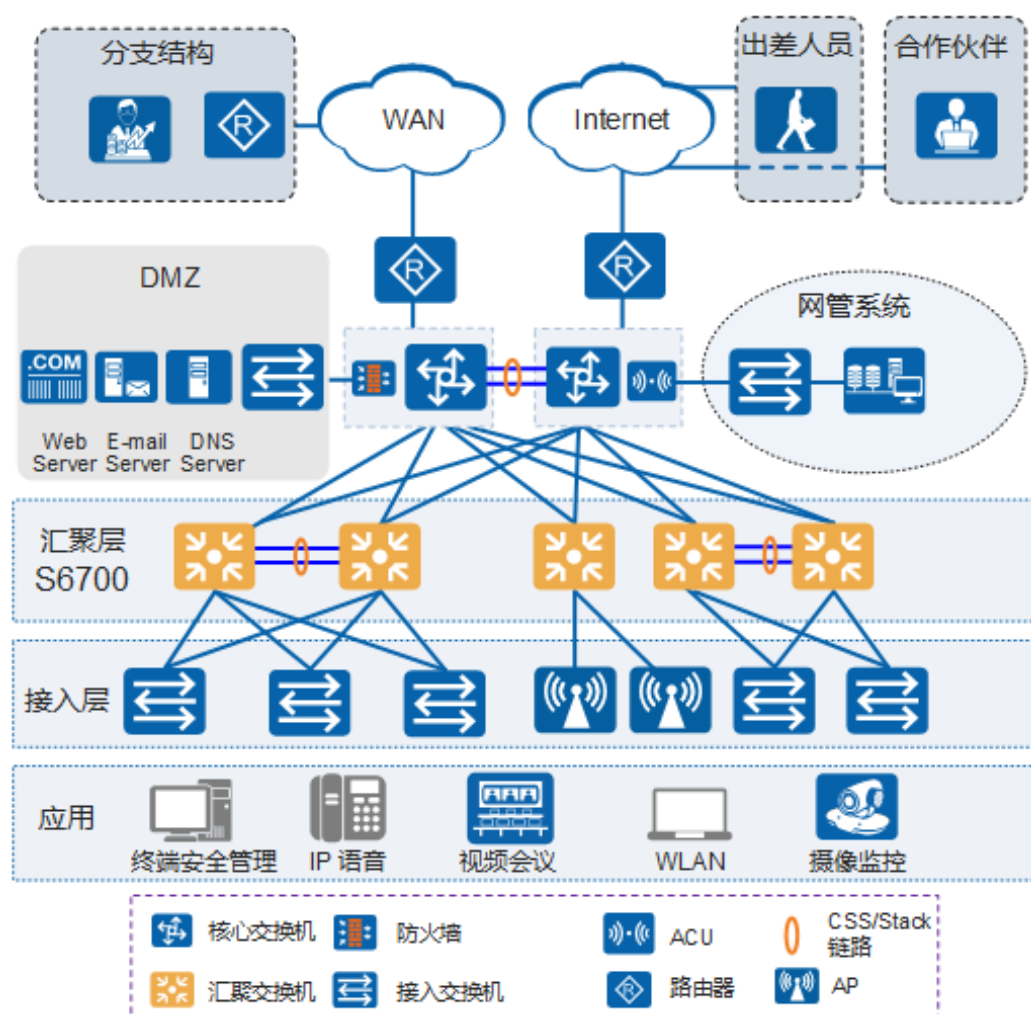 分支结构
WAN
Internet
出差人员
合作伙伴
R
R
R
DMZ
.COM
Web Server
E-mail Server
DNS Server
网管系统
汇聚层
S6700
接入层
应用
终端安全管理
IP 语音
视频会议
WLAN
摄像监控
核心交换机
防火墙
ACU
CSS/Stack
链路
汇聚交换机
接入交换机
R
路由器
AP